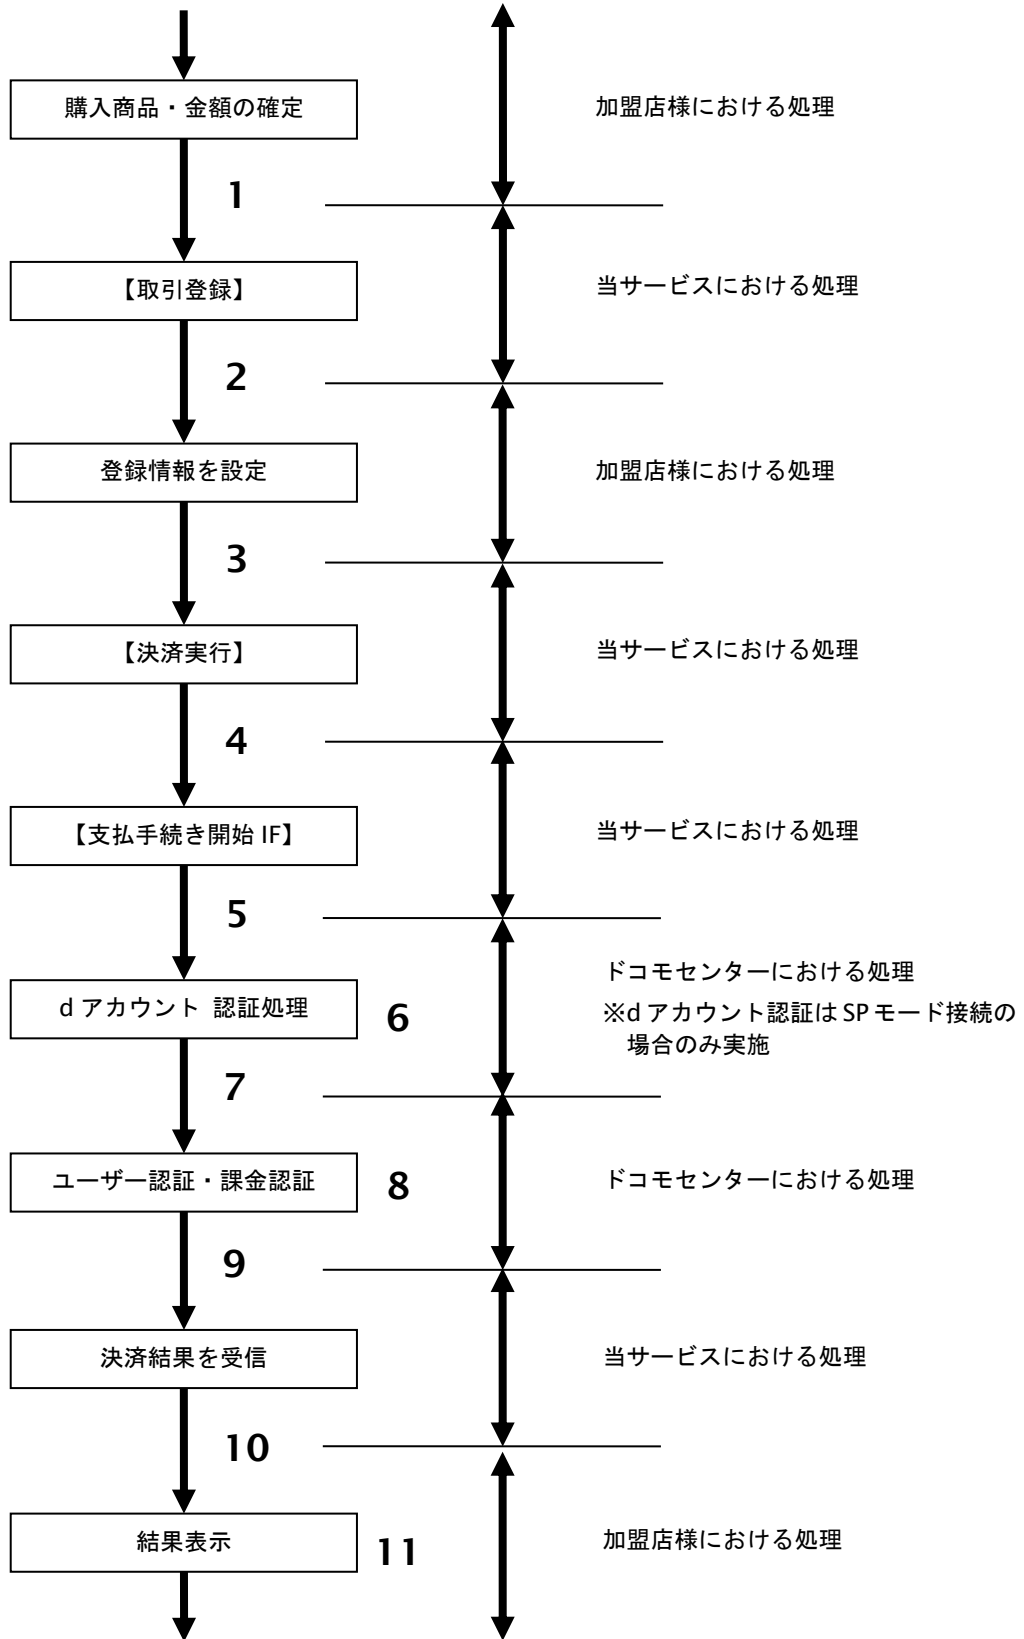 購入商品・金額の確定
加盟店様における処理
1
【取引登録】
当サービスにおける処理
2
登録情報を設定
加盟店様における処理
3
【決済実行】
当サービスにおける処理
4
【支払手続き開始 IF】
当サービスにおける処理
5
d アカウント 認証処理
6
ドコモセンターにおける処理
※d アカウント認証は SP モード接続の
場合のみ実施
7
ユーザー認証・課金認証
8
ドコモセンターにおける処理
9
決済結果を受信
当サービスにおける処理
10
結果表示
11
加盟店様における処理